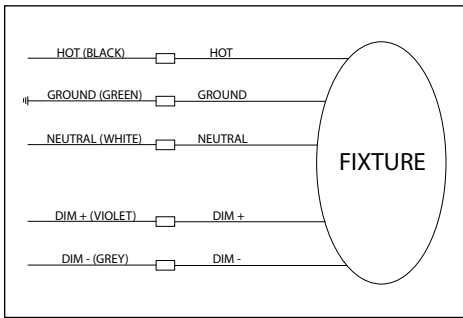 HOT (BLACK) HOT
GROUND (GREEN) GROUND
NEUTRAL (WHITE) NEUTRAL
FIXTURE
DIM + (VIOLET) DIM +
DIM - (GREY) DIM -